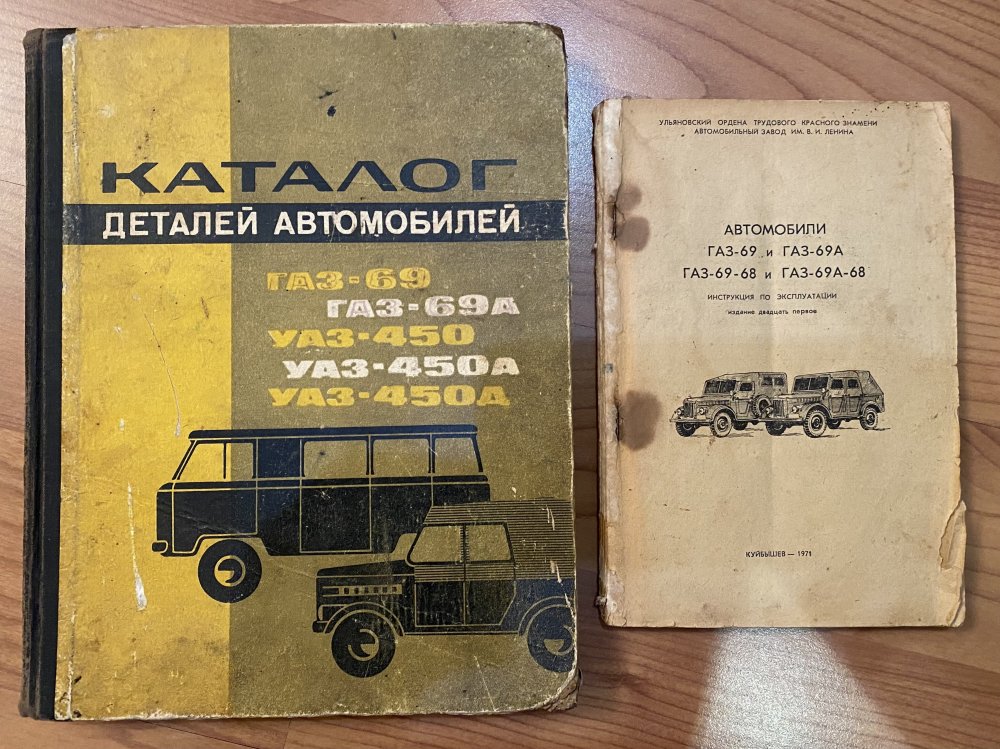 КАТАЛОГ
ДЕТАЛЕЙ АВТОМОБИЛЕЙ
ГАЗ-69
ГАЗ-69А
УАЗ-450
УАЗ-450А
УАЗ-450Д
УЛЬЯНОВСКИЙ ОРДЕНА ТРУДОВОГО КРАСНОГО ЗНАМЕНИ
АВТОМОБИЛЬНЫЙ ЗАВОД ИМ. В. И. ЛЕНИНА
АВТОМОБИЛИ
ГАЗ-69 и ГАЗ-69А
ГАЗ-69-68 и ГАЗ-69А-68
ИНСТРУКЦИЯ ПО ЭКСПЛУАТАЦИИ
издание двадцать первое
КУЙБЫШЕВ — 1971